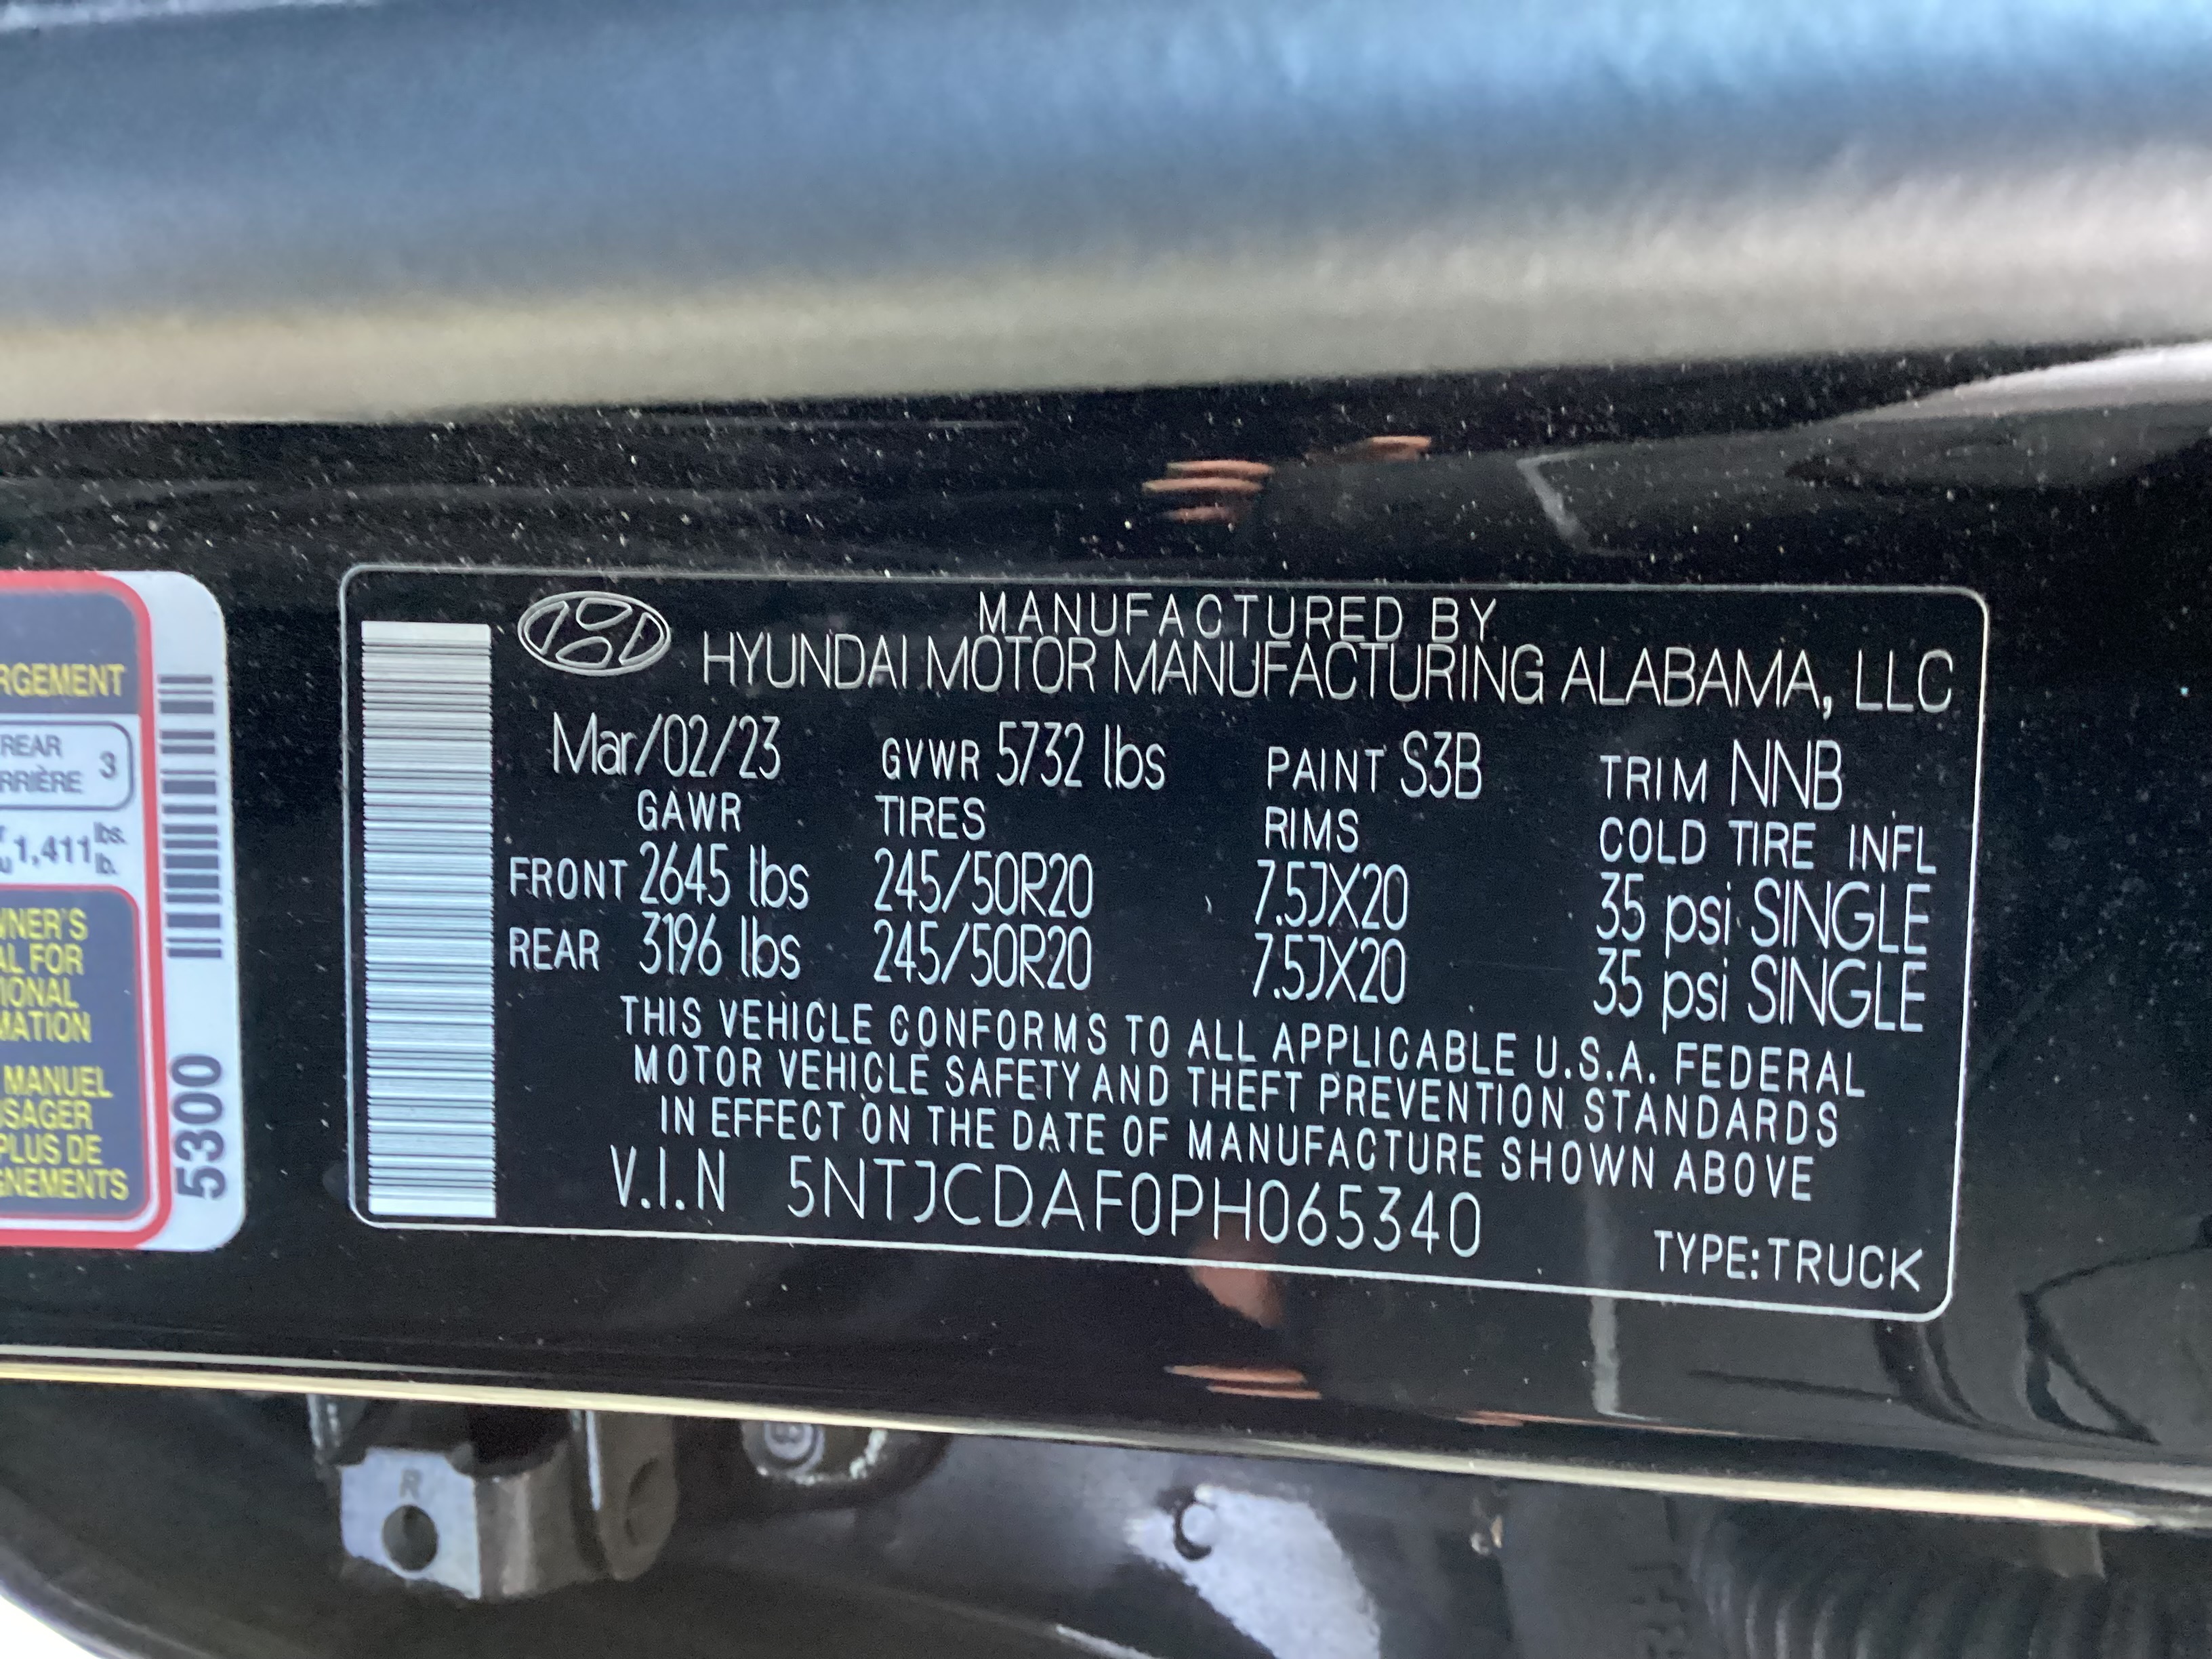 RGEMENT
REAR
RRIÈRE 3
1,411 lbs.
lb.
WNER'S
AL FOR
TIONAL
MATION
MANUEL
USAGER
PLUS DE
GNEMENTS
5300
MANUFACTURED BY
HYUNDAI MOTOR MANUFACTURING ALABAMA, LLC
Mar/02/23 GVWR 5732 lbs PAINT S3B TRIM NNB
GAWR TIRES RIMS COLD TIRE INFL
FRONT 2645 lbs 245/50R20 7.5JX20 35 psi SINGLE
REAR 3196 lbs 245/50R20 7.5JX20 35 psi SINGLE
THIS VEHICLE CONFORMS TO ALL APPLICABLE U.S.A. FEDERAL
MOTOR VEHICLE SAFETY AND THEFT PREVENTION STANDARDS
IN EFFECT ON THE DATE OF MANUFACTURE SHOWN ABOVE
V.I.N 5NTJCDAF0PH065340
TYPE:TRUCK
R